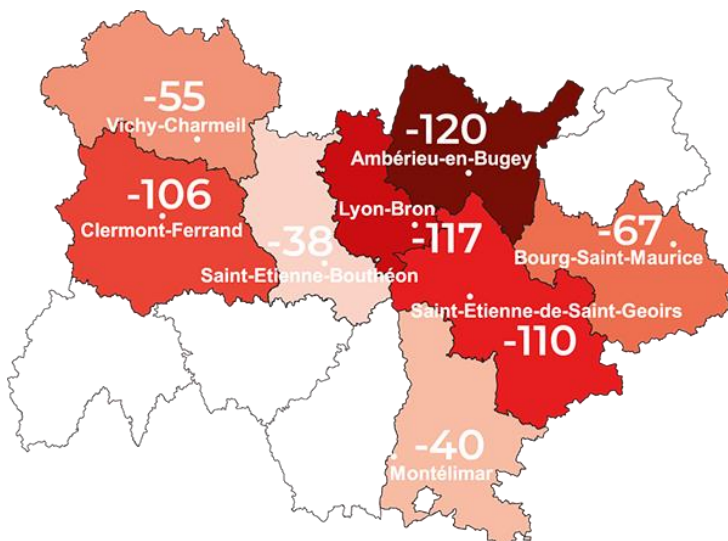 -55
Vichy-Charmeil
-120
Ambérieu-en-Bugey
-106
Clermont-Ferrand
Lyon-Bron
-117
-38
Saint-Etienne-Bouthéon
-67
Bourg-Saint-Maurice
Saint-Étienne-de-Saint-Geoirs
-110
-40
Montélimar